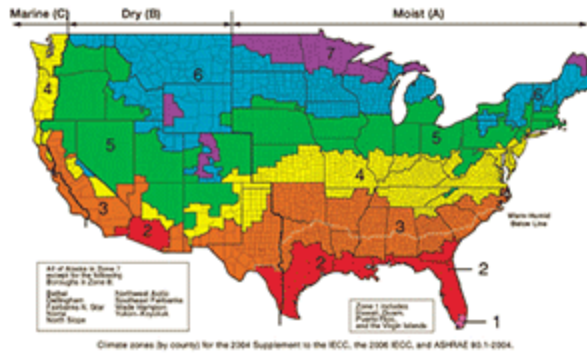 Marine (C) Dry (B) Moist (A)
7
6
6
4
5
5
4
3
3
Warm-Humid
Below Line
2
2
2
2
1
All of Alaska in Zone 7
except for the following
Boroughs in Zone 8:
Bethel Northwest Arctic
Dellingham Southeast Fairbanks
Fairbanks N. Star Wade Hampton
Nome Yukon-Koyukuk
North Slope
Zone 1 includes
Hawaii, Guam,
Puerto Rico,
and the Virgin Islands
Climate zones (by county) for the 2004 Supplement to the IECC, the 2006 IECC, and ASHRAE 90.1-2004.